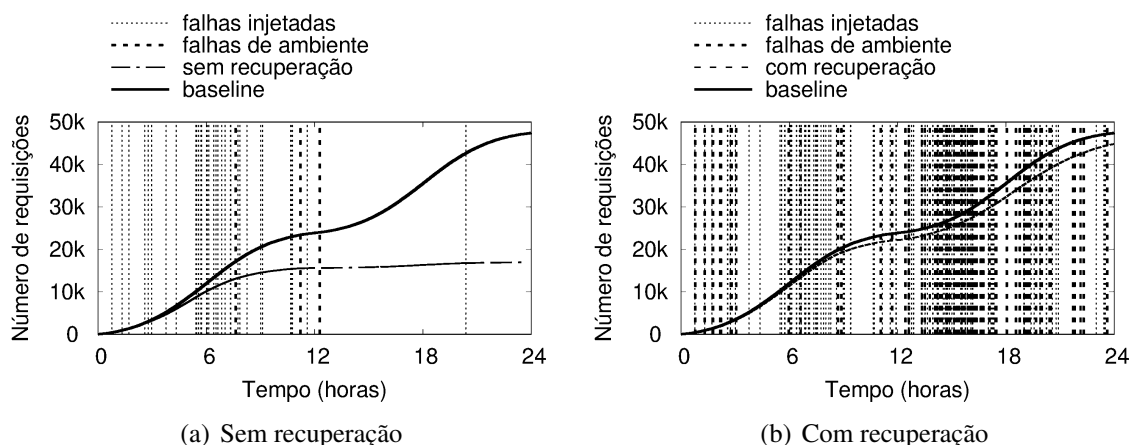 falhas injetadas
falhas de ambiente
sem recuperação
baseline
Número de requisições
50k
40k
30k
20k
10k
0
0 6 12 18 24
Tempo (horas)
(a) Sem recuperação
falhas injetadas
falhas de ambiente
com recuperação
baseline
Número de requisições
50k
40k
30k
20k
10k
0
0 6 12 18 24
Tempo (horas)
(b) Com recuperação